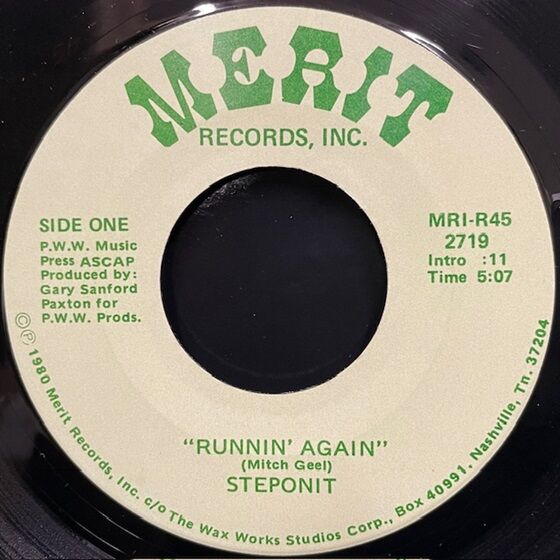 MERIT
RECORDS, INC.
SIDE ONE
P.W.W. Music
Press ASCAP
Produced by:
Gary Sanford
Paxton for
P.W.W. Prods.
MRI-R45
2719
Intro :11
Time 5:07
"RUNNIN' AGAIN"
(Mitch Geel)
STEPONIT
©℗ 1980 Merit Records, Inc. c/o The Wax Works Studios Corp., Box 40991, Nashville, Tn. 37204